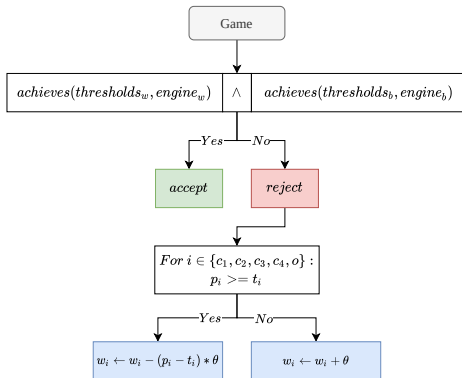 Game
achieves(thresholds_w, engine_w) ∧ achieves(thresholds_b, engine_b)
Yes No
accept reject
For i ∈ {c_1, c_2, c_3, c_4, o} :
p_i >= t_i
Yes No
w_i ← w_i − (p_i − t_i) * θ w_i ← w_i + θ